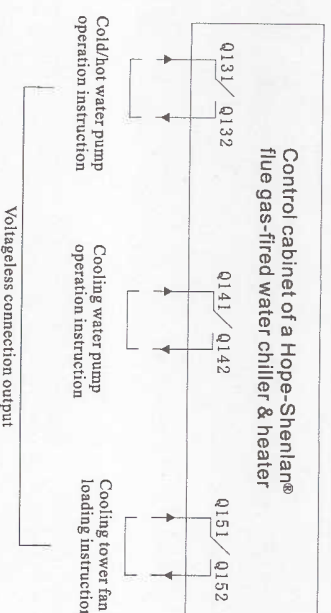 Control cabinet of a Hope-Shenlan®
flue gas-fired water chiller & heater
Q131 Q132
Q141 Q142
Q151 Q152
Cold/hot water pump
operation instruction
Cooling water pump
operation instruction
Cooling tower fan
loading instruction
Voltageless connection output